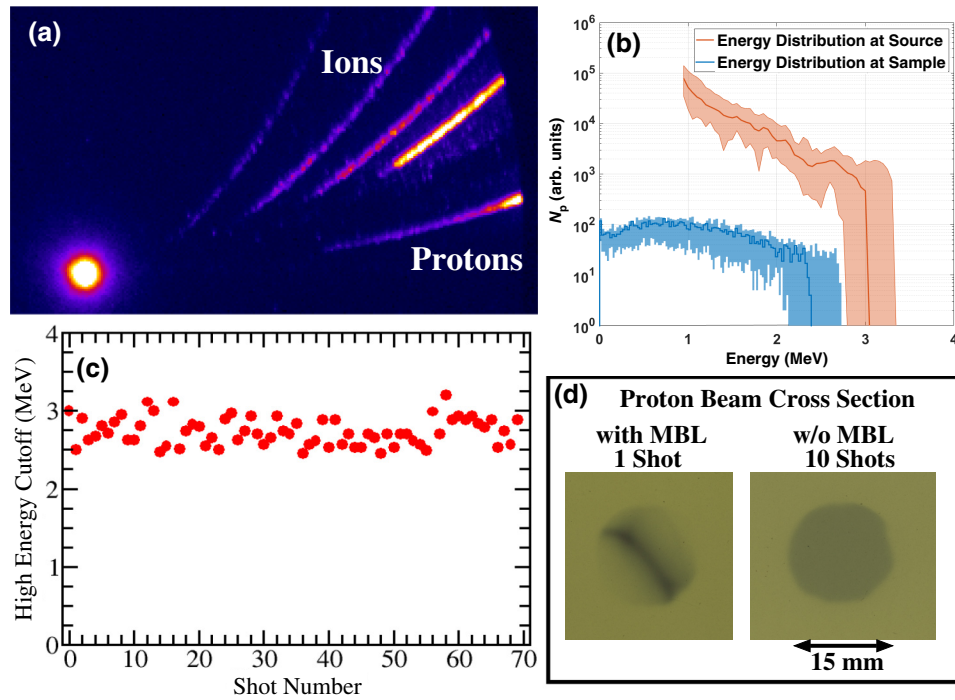 (a)
Ions
Protons
(b)
Energy Distribution at Source
Energy Distribution at Sample
N_p (arb. units)
10^6
10^5
10^4
10^3
10^2
10^1
10^0
0 1 2 3 4
Energy (MeV)
(c)
High Energy Cutoff (MeV)
4
3
2
1
0
0 10 20 30 40 50 60 70
Shot Number
(d)
Proton Beam Cross Section
with MBL w/o MBL
1 Shot 10 Shots
15 mm